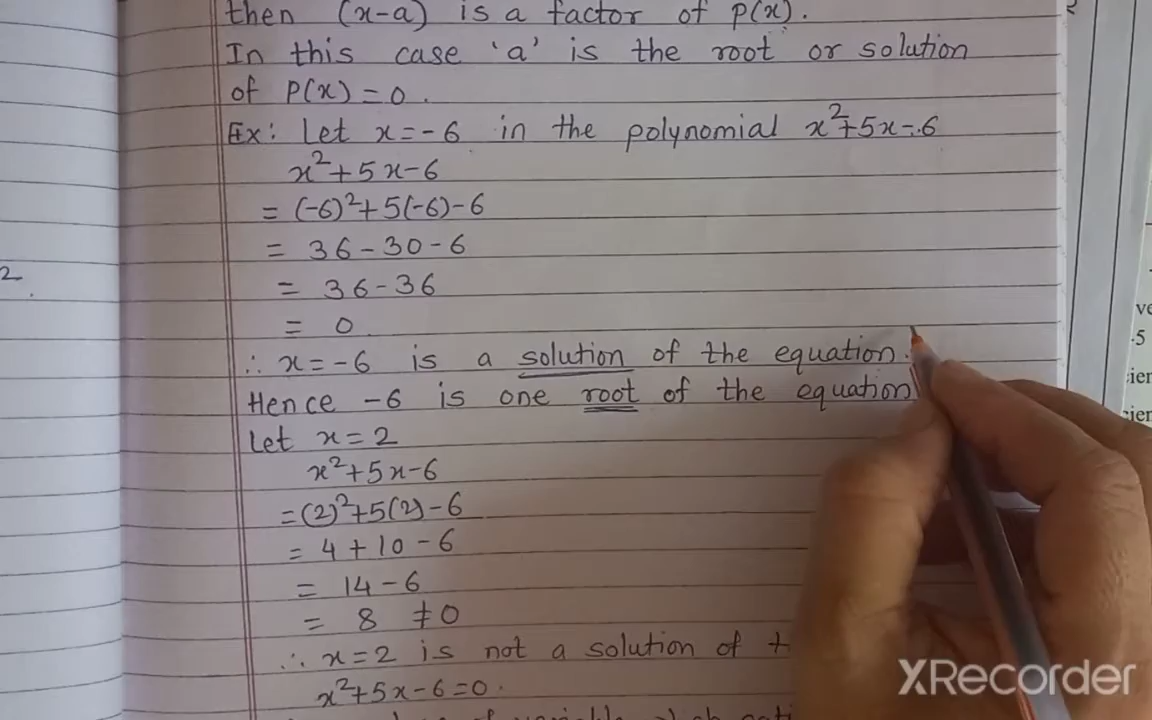 then (x-a) is a factor of P(x).
In this case 'a' is the root or solution
of P(x) = 0.
Ex: Let x = -6 in the polynomial x²+5x-6
x²+5x-6
= (-6)²+5(-6)-6
= 36-30-6
2.
= 36-36
= 0
∴ x = -6 is a solution of the equation.
Hence -6 is one root of the equation
Let x = 2
x²+5x-6
= (2)²+5(2)-6
= 4+10-6
= 14-6
= 8 ≠0
∴ x=2 is not a solution of
x²+5x-6=0.
XRecorder